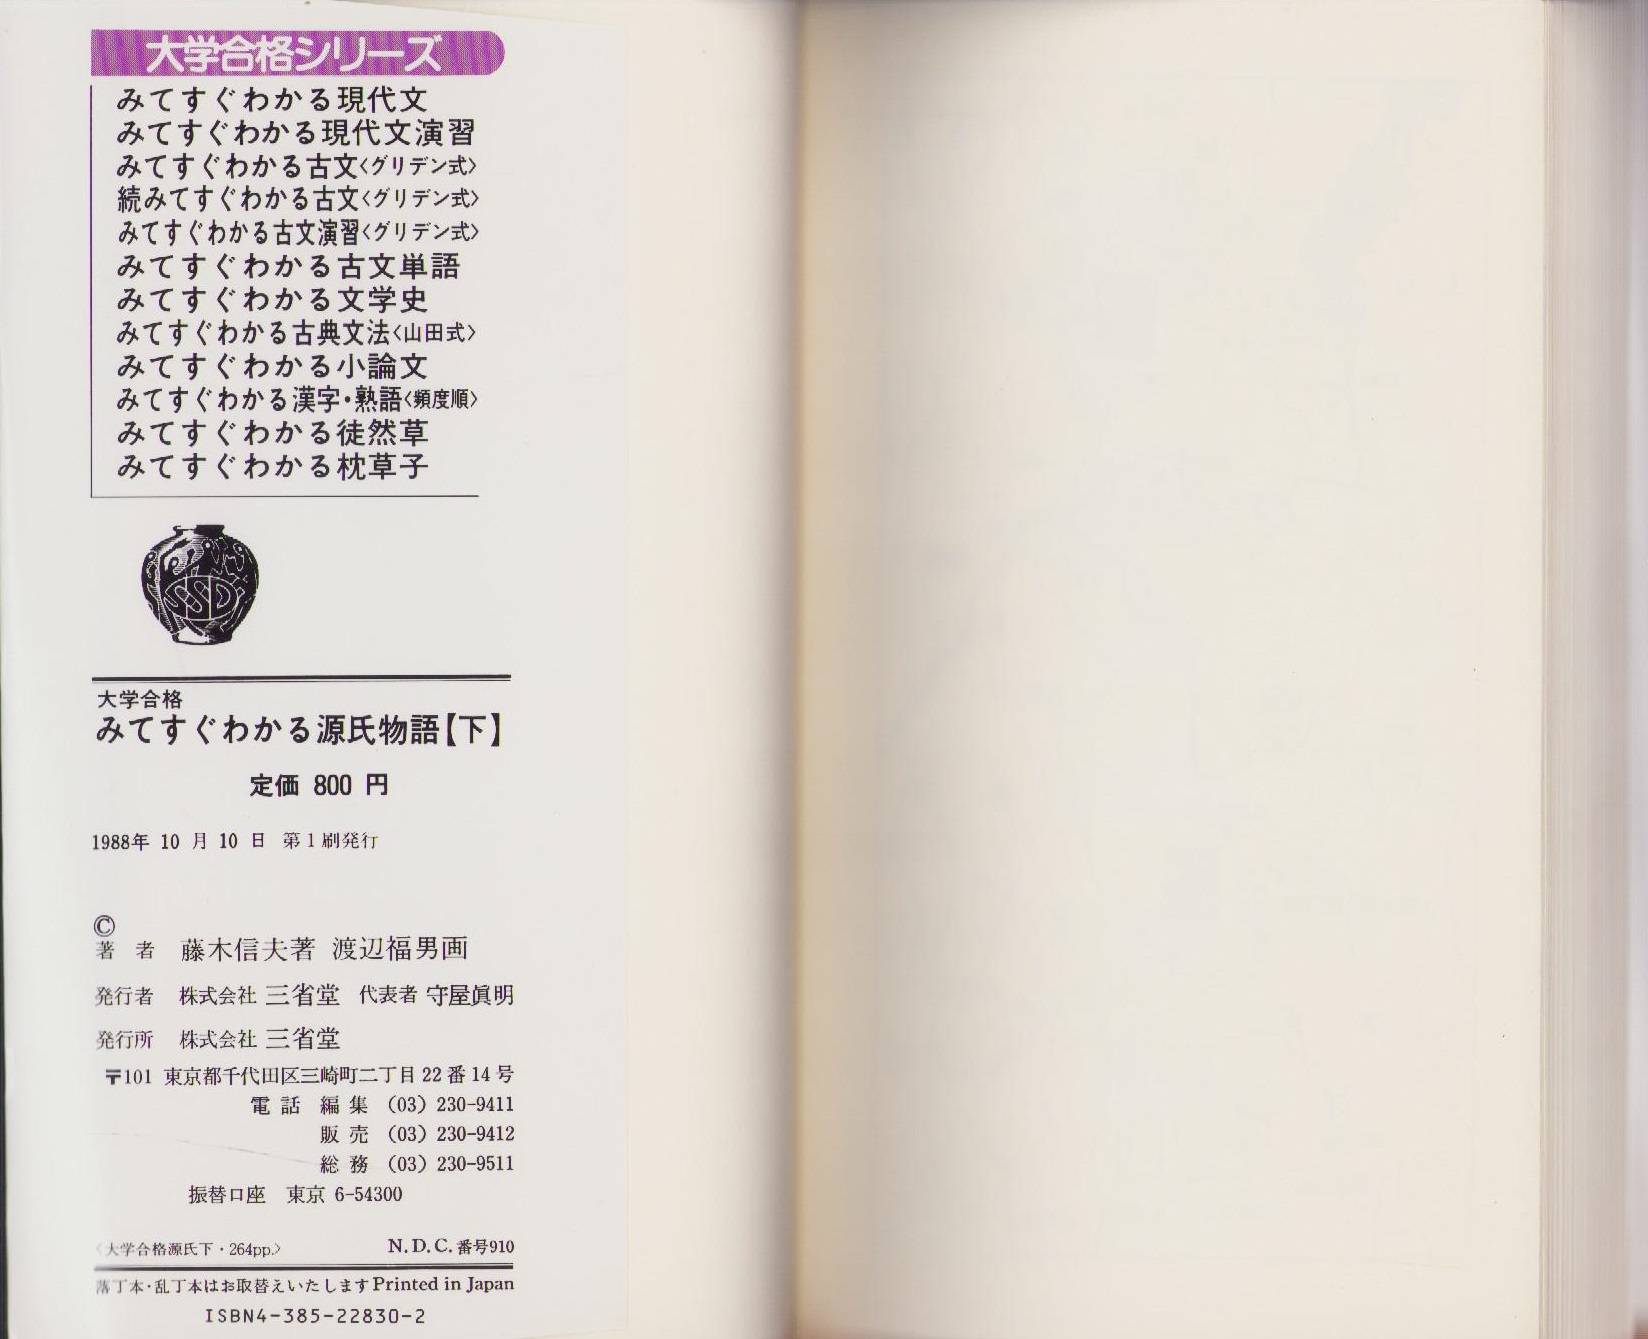 大学合格シリーズ
みてすぐわかる現代文
みてすぐわかる現代文演習
みてすぐわかる古文〈グリデン式〉
続みてすぐわかる古文〈グリデン式〉
みてすぐわかる古文演習〈グリデン式〉
みてすぐわかる古文単語
みてすぐわかる文学史
みてすぐわかる古典文法〈山田式〉
みてすぐわかる小論文
みてすぐわかる漢字・熟語〈頻度順〉
みてすぐわかる徒然草
みてすぐわかる枕草子
SSD
大学合格
みてすぐわかる源氏物語【下】
定価 800 円
1988年 10 月 10 日 第1刷発行
©
著 者 藤木信夫著 渡辺福男画
発行者 株式会社 三省堂 代表者 守屋眞明
発行所 株式会社 三省堂
〒101 東京都千代田区三崎町二丁目22番14号
電話 編集 (03) 230-9411
販売 (03) 230-9412
総務 (03) 230-9511
振替口座 東京 6-54300
〈大学合格源氏下・264pp.〉 N.D.C.番号910
落丁本・乱丁本はお取替えいたします Printed in Japan
ISBN4-385-22830-2